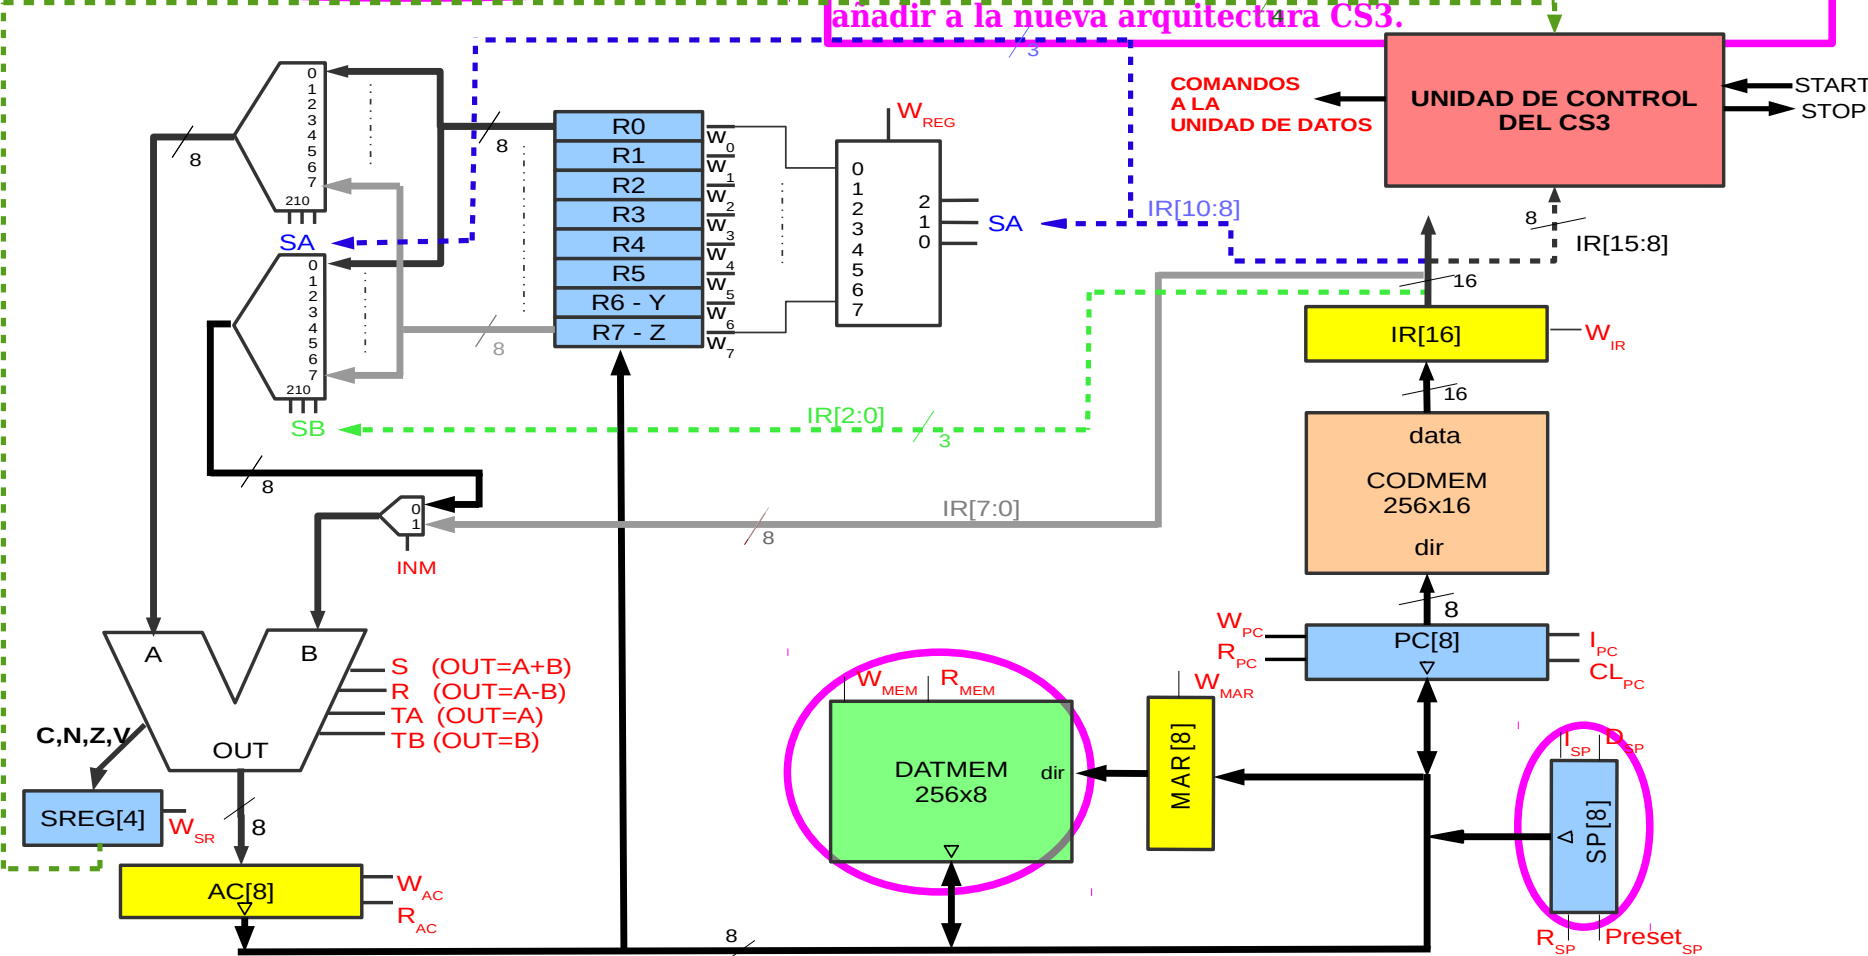 añadir a la nueva arquitectura CS3.
4
3
COMANDOS
A LA
UNIDAD DE DATOS
UNIDAD DE CONTROL
DEL CS3
START
STOP
0
1
2
3
4
5
6
7
210
SA
8
8
R0
R1
R2
R3
R4
R5
R6 - Y
R7 - Z
W0
W1
W2
W3
W4
W5
W6
W7
WREG
0
1
2
3
4
5
6
7
2
1
0
SA
IR[10:8]
8
IR[15:8]
16
0
1
2
3
4
5
6
7
210
SB
8
IR[16]
WIR
16
IR[2:0]
3
data
CODMEM
256x16
dir
8
0
1
INM
IR[7:0]
8
8
WPC
RPC
PC[8]
IPC
CLPC
A
B
OUT
S (OUT=A+B)
R (OUT=A-B)
TA (OUT=A)
TB (OUT=B)
C,N,Z,V
SREG[4]
WSR
8
AC[8]
WAC
RAC
WMEM
RMEM
DATMEM
256x8
dir
WMAR
MAR[8]
ISP
DSP
SP[8]
RSP
PresetSP
8